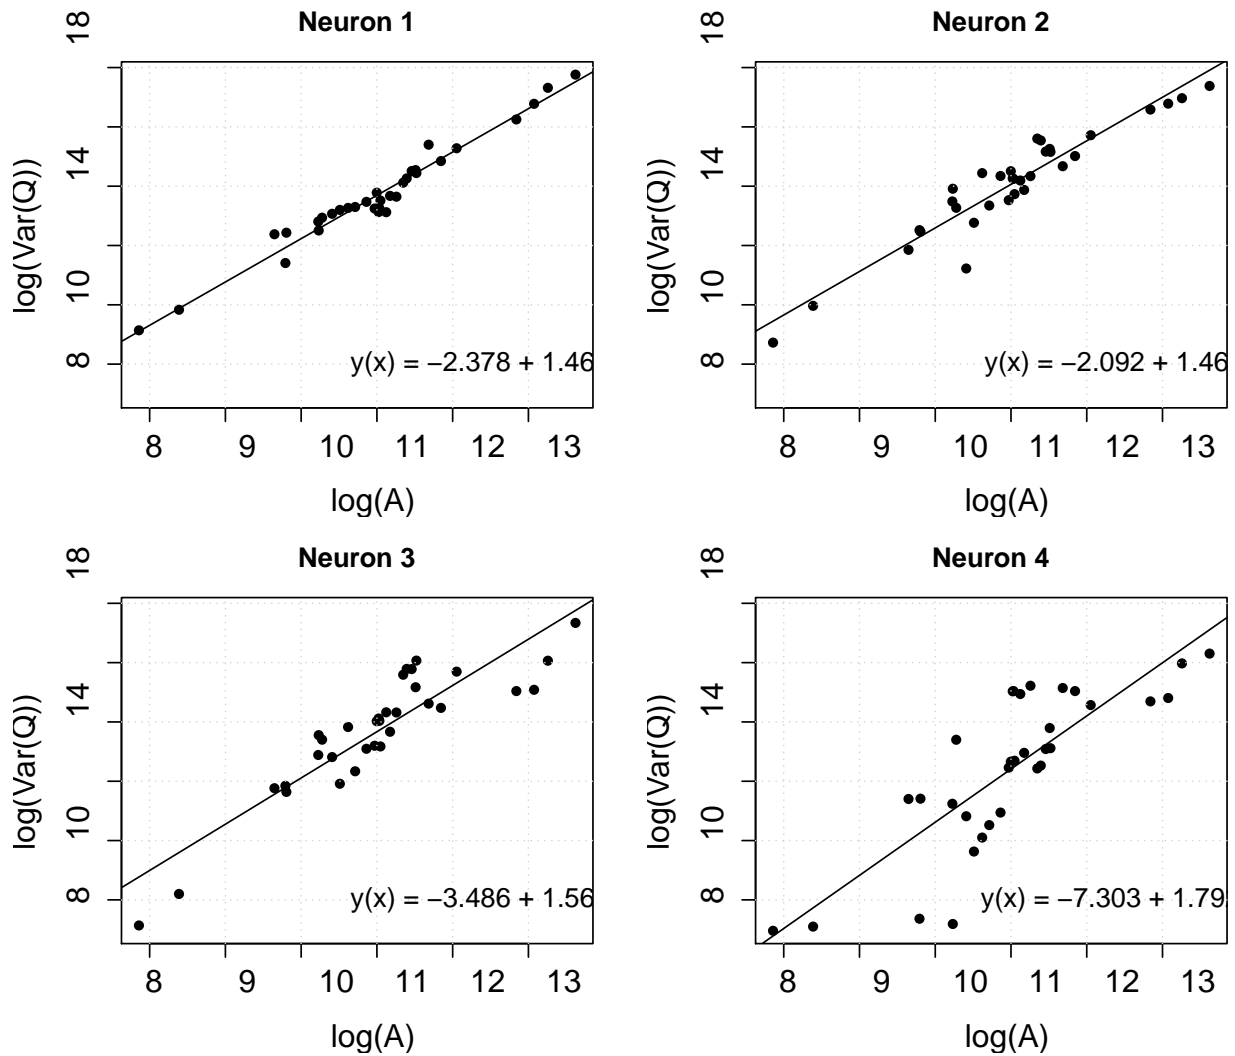 Neuron 1
log(Var(Q))
8 10 14 18
y(x) = −2.378 + 1.46
8 9 10 11 12 13
log(A)
Neuron 2
log(Var(Q))
8 10 14 18
y(x) = −2.092 + 1.46
8 9 10 11 12 13
log(A)
Neuron 3
log(Var(Q))
8 10 14 18
y(x) = −3.486 + 1.56
8 9 10 11 12 13
log(A)
Neuron 4
log(Var(Q))
8 10 14 18
y(x) = −7.303 + 1.79
8 9 10 11 12 13
log(A)